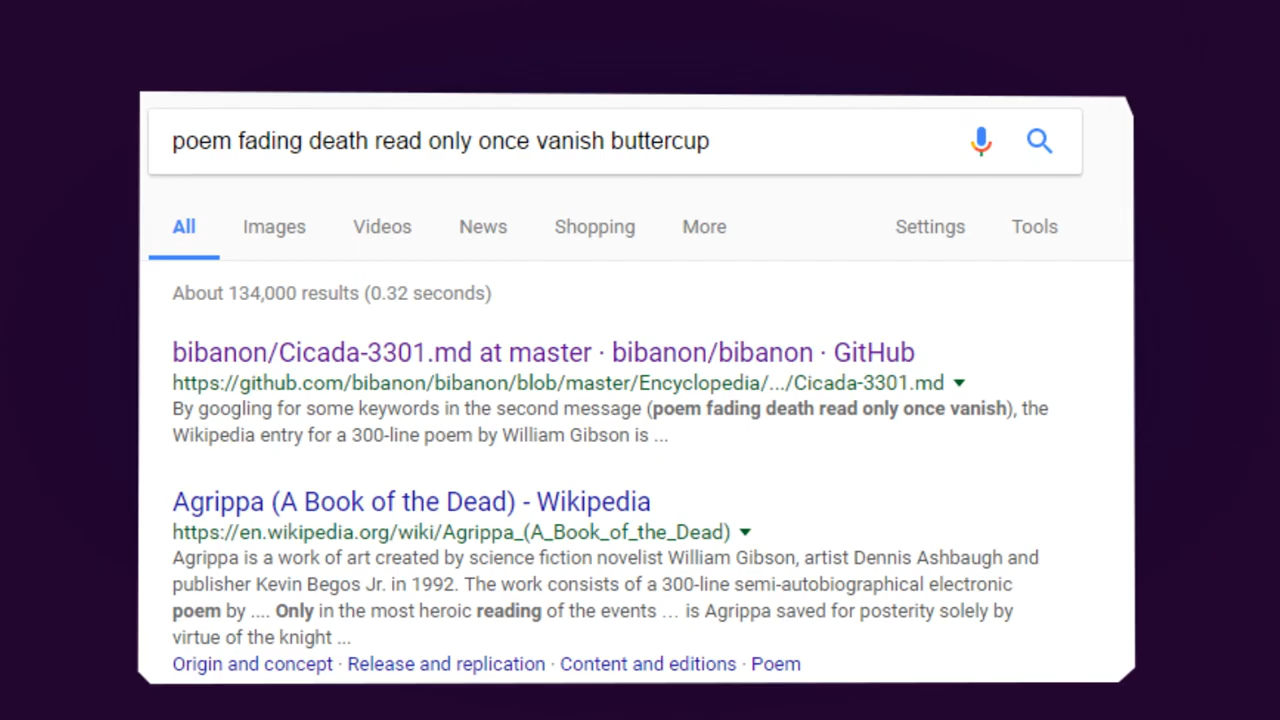 poem fading death read only once vanish buttercup
All Images Videos News Shopping More Settings Tools
About 134,000 results (0.32 seconds)
bibanon/Cicada-3301.md at master · bibanon/bibanon · GitHub
https://github.com/bibanon/bibanon/blob/master/Encyclopedia/.../Cicada-3301.md
By googling for some keywords in the second message (poem fading death read only once vanish), the
Wikipedia entry for a 300-line poem by William Gibson is ...
Agrippa (A Book of the Dead) - Wikipedia
https://en.wikipedia.org/wiki/Agrippa_(A_Book_of_the_Dead)
Agrippa is a work of art created by science fiction novelist William Gibson, artist Dennis Ashbaugh and
publisher Kevin Begos Jr. in 1992. The work consists of a 300-line semi-autobiographical electronic
poem by .... Only in the most heroic reading of the events ... is Agrippa saved for posterity solely by
virtue of the knight ...
Origin and concept · Release and replication · Content and editions · Poem